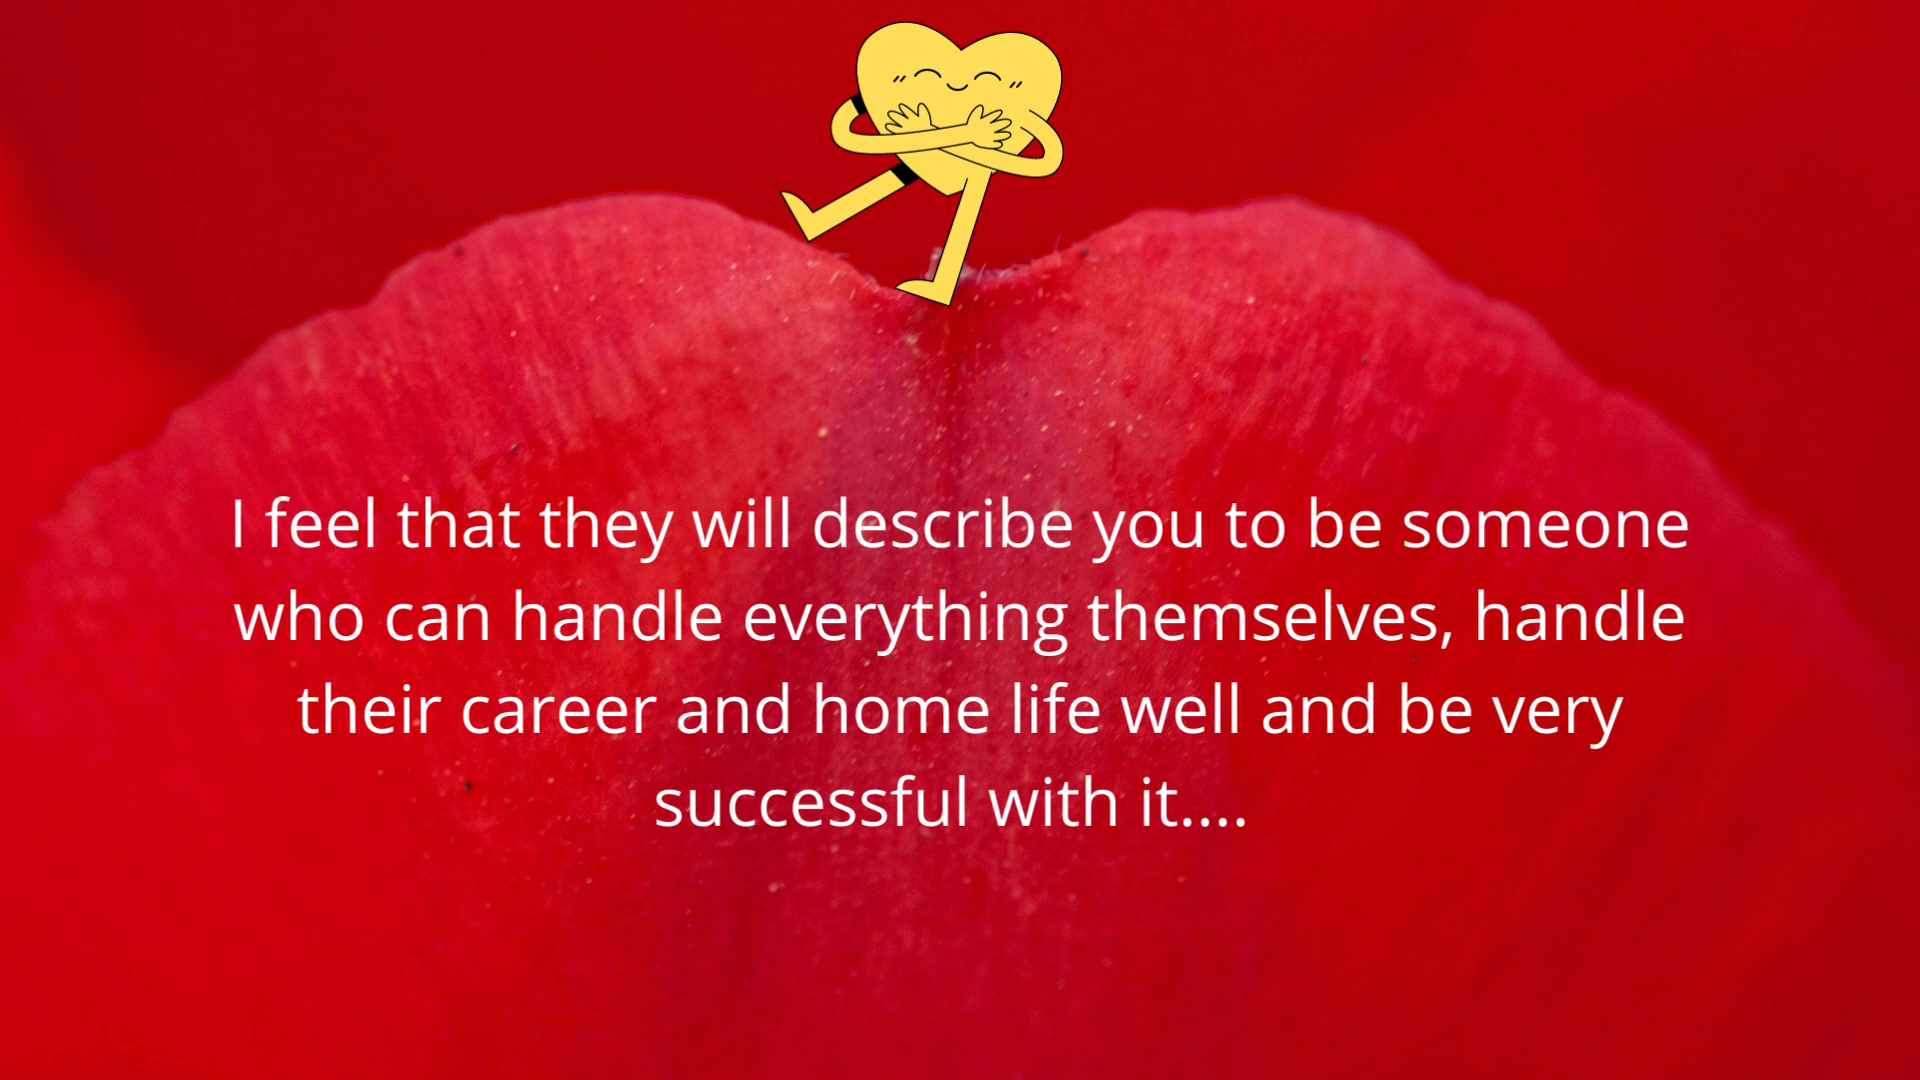 I feel that they will describe you to be someone
who can handle everything themselves, handle
their career and home life well and be very
successful with it....